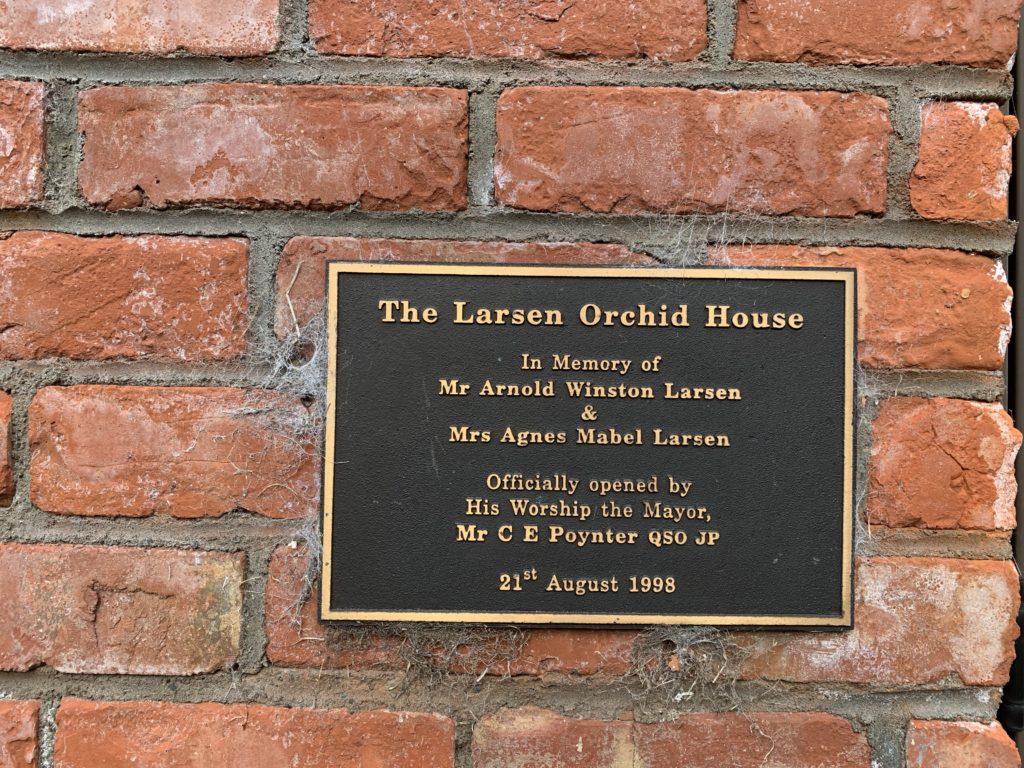 The Larsen Orchid House
In Memory of
Mr Arnold Winston Larsen
&
Mrs Agnes Mabel Larsen
Officially opened by
His Worship the Mayor,
Mr C E Poynter QSO JP
21st August 1998